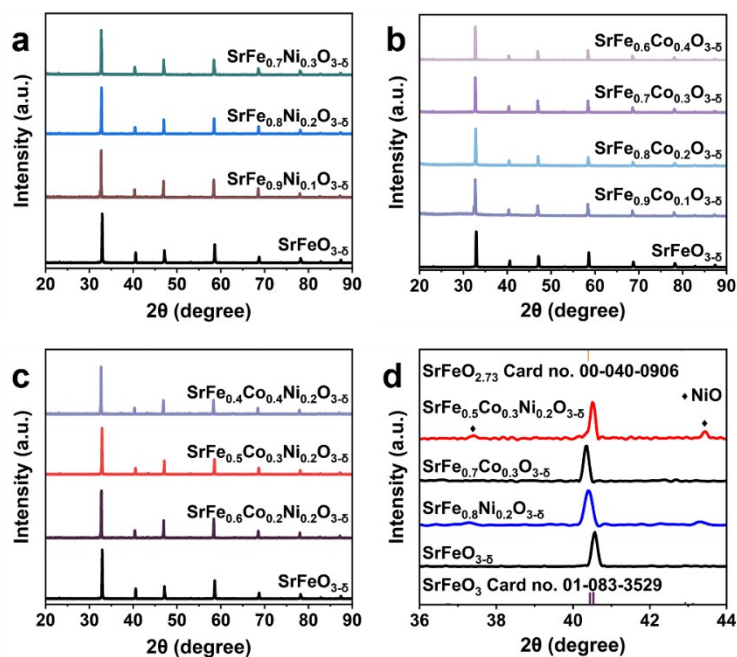 a
SrFe0.7Ni0.3O3-δ
SrFe0.8Ni0.2O3-δ
SrFe0.9Ni0.1O3-δ
SrFeO3-δ
Intensity (a.u.)
20 30 40 50 60 70 80 90
2θ (degree)
b
SrFe0.6Co0.4O3-δ
SrFe0.7Co0.3O3-δ
SrFe0.8Co0.2O3-δ
SrFe0.9Co0.1O3-δ
SrFeO3-δ
Intensity (a.u.)
20 30 40 50 60 70 80 90
2θ (degree)
c
SrFe0.4Co0.4Ni0.2O3-δ
SrFe0.5Co0.3Ni0.2O3-δ
SrFe0.6Co0.2Ni0.2O3-δ
SrFeO3-δ
Intensity (a.u.)
20 30 40 50 60 70 80 90
2θ (degree)
d
SrFeO2.73 Card no. 00-040-0906
SrFe0.5Co0.3Ni0.2O3-δ
♦NiO
SrFe0.7Co0.3O3-δ
SrFe0.8Ni0.2O3-δ
SrFeO3-δ
SrFeO3 Card no. 01-083-3529
Intensity (a.u.)
36 38 40 42 44
2θ (degree)